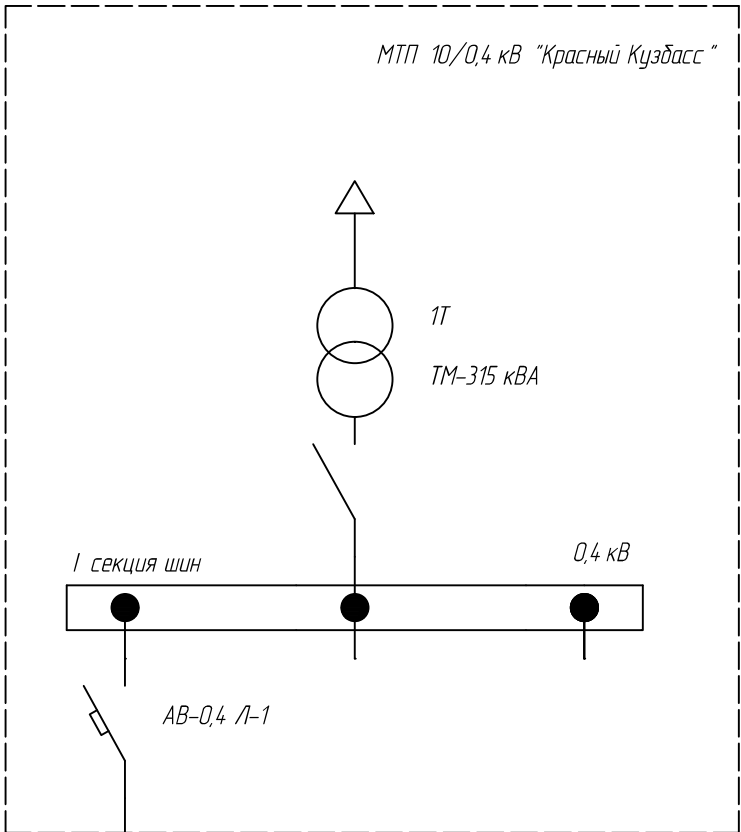 МТП 10/0,4 кВ "Красный Кузбасс"
1Т
ТМ-315 кВА
I секция шин
0,4 кВ
АВ-0,4 Л-1